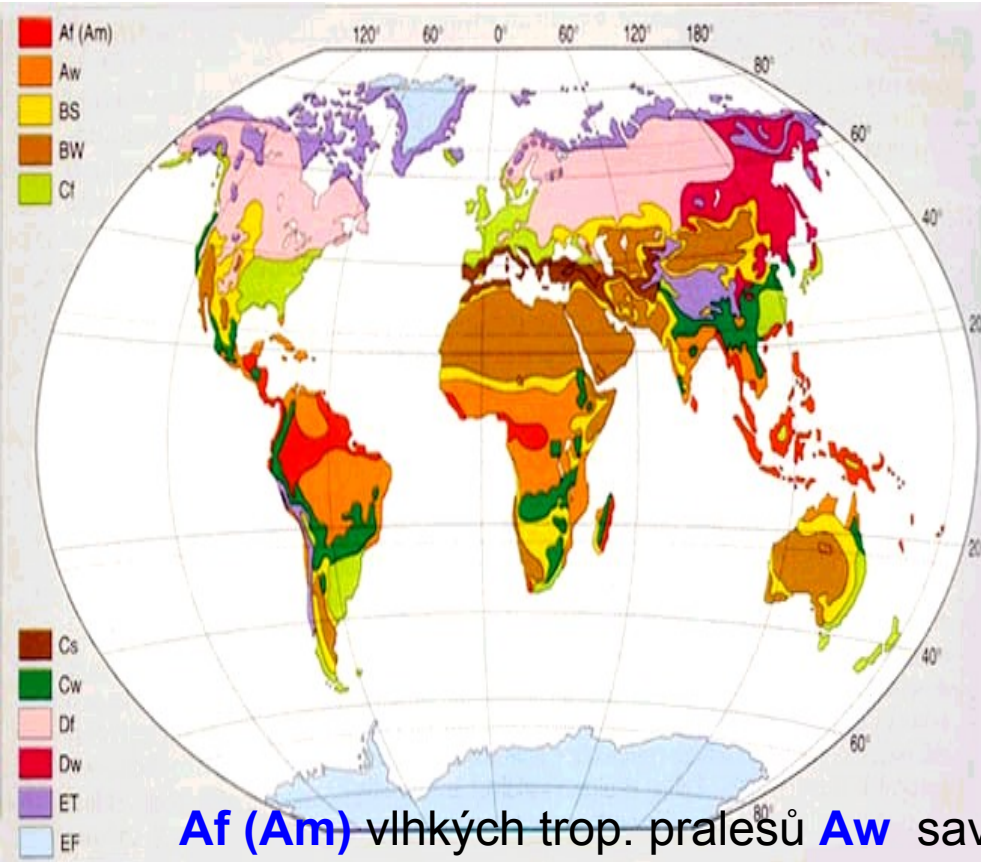 Af (Am)
Aw
BS
BW
Cf
120° 60° 0° 60° 120° 180°
80°
60°
40°
20
20
40°
60°
80°
Cs
Cw
Df
Dw
ET
EF
Af (Am) vlhkých trop. pralesů Aw sav